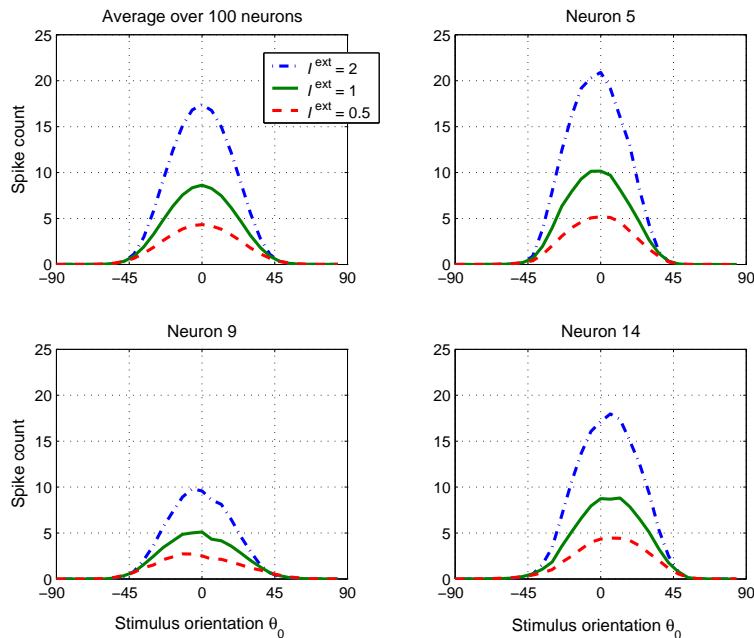 Average over 100 neurons
Neuron 5
25
20
15
10
5
0
Spike count
I ext = 2
I ext = 1
I ext = 0.5
−90 −45 0 45 90
25
20
15
10
5
0
−90 −45 0 45 90
Neuron 9
Neuron 14
25
20
15
10
5
0
Spike count
−90 −45 0 45 90
Stimulus orientation θ0
25
20
15
10
5
0
−90 −45 0 45 90
Stimulus orientation θ0